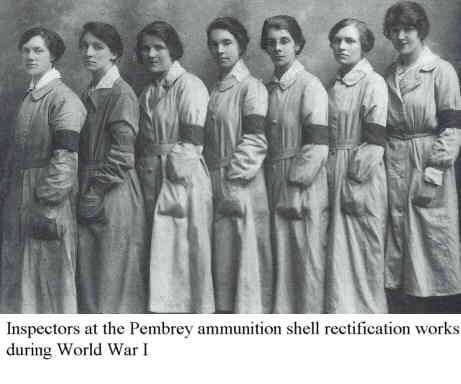 Inspectors at the Pembrey ammunition shell rectification works
during World War I